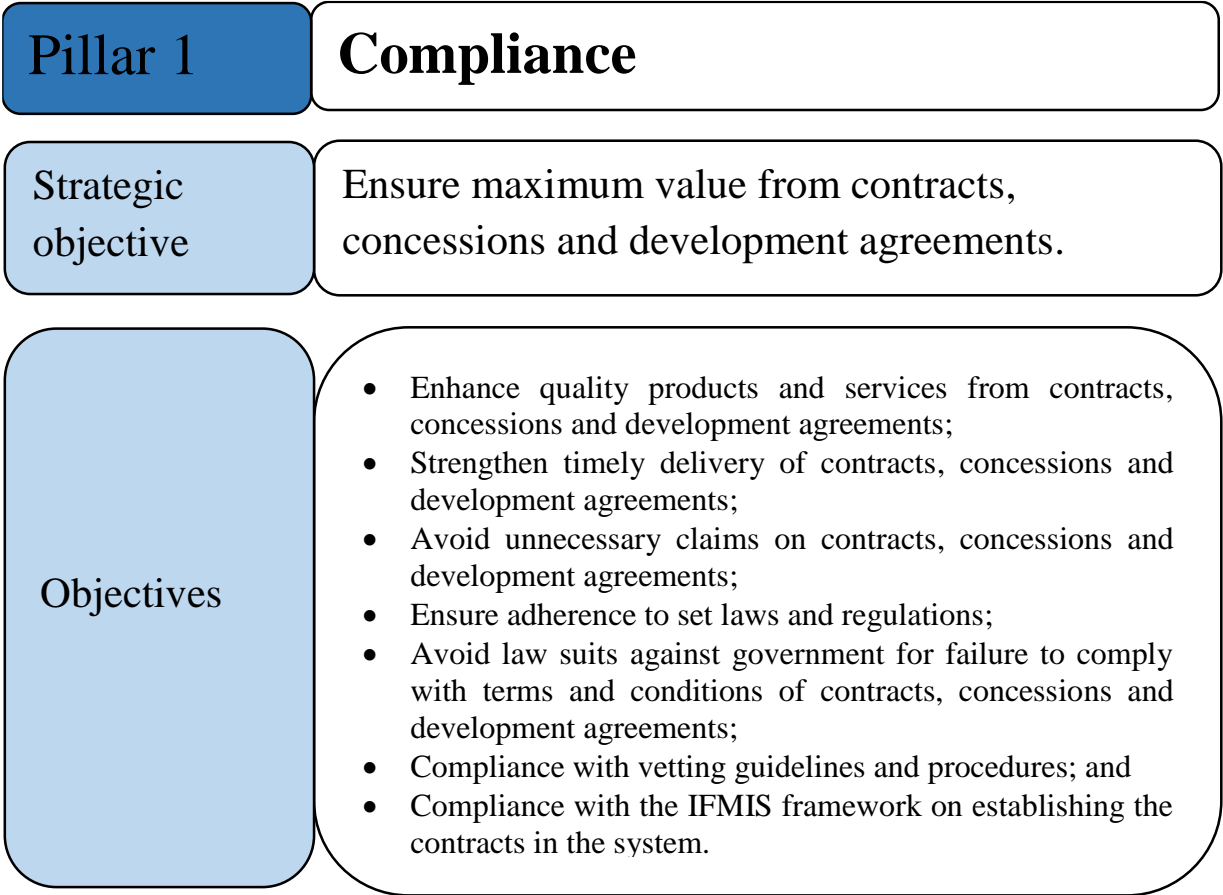 Pillar 1
Compliance
Strategic
objective
Ensure maximum value from contracts,
concessions and development agreements.
Objectives
• Enhance quality products and services from contracts,
concessions and development agreements;
• Strengthen timely delivery of contracts, concessions and
development agreements;
• Avoid unnecessary claims on contracts, concessions and
development agreements;
• Ensure adherence to set laws and regulations;
• Avoid law suits against government for failure to comply
with terms and conditions of contracts, concessions and
development agreements;
• Compliance with vetting guidelines and procedures; and
• Compliance with the IFMIS framework on establishing the
contracts in the system.